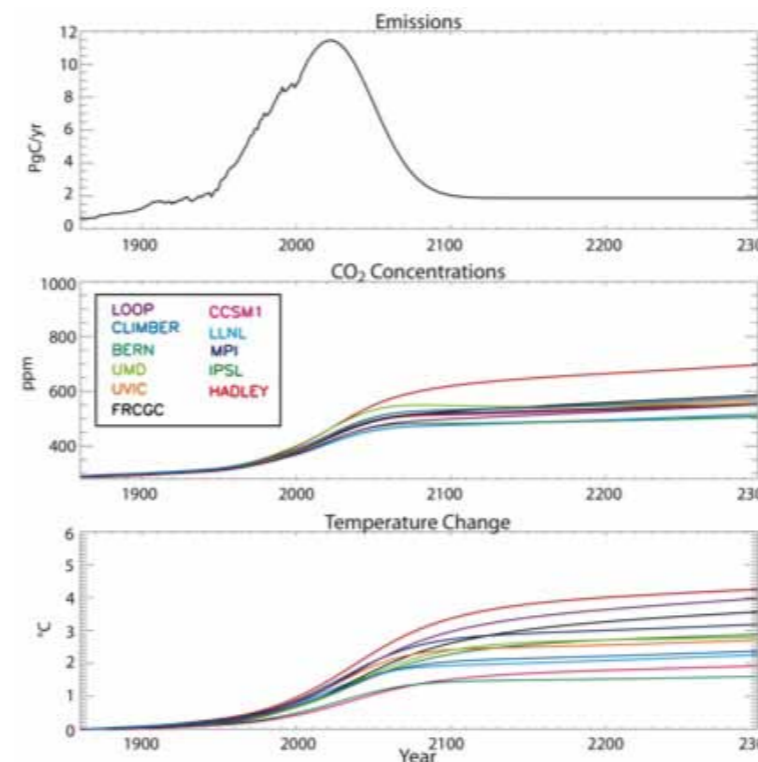 Emissions
12
10
8
6
4
2
0
PgC/yr
1900 2000 2100 2200 230
CO₂ Concentrations
1000
800
600
400
ppm
LOOP CCSM1
CLIMBER LLNL
BERN MPI
UMD IPSL
UVIC HADLEY
FRCGC
1900 2000 2100 2200 230
Temperature Change
6
5
4
3
2
1
0
°C
1900 2000 2100 2200 230
Year